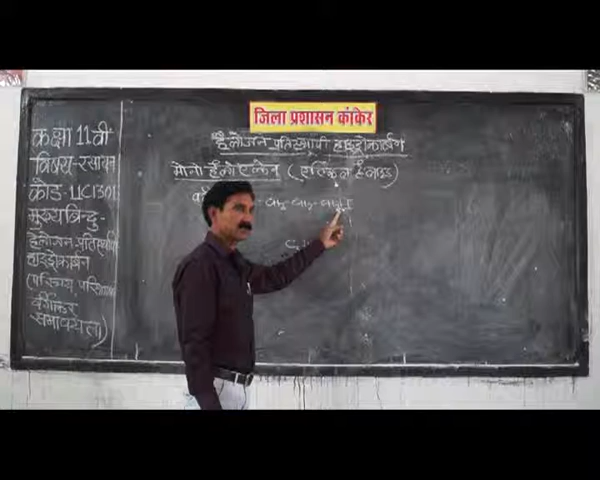 जिला प्रशासन कांकेर
हैलोजन प्रतिस्थापी हाइड्रोकार्बन
मोनो हैलो एल्केन (एल्किल हैलाइड)
कक्षा 11वी
विषय-रसायन
कोड-11C1301
मुख्यबिन्दु-
हैलोजन प्रतिस्थापी
हाइड्रोकार्बन
(परिचय, परिभाषा
वर्गीकरण
समावयता)